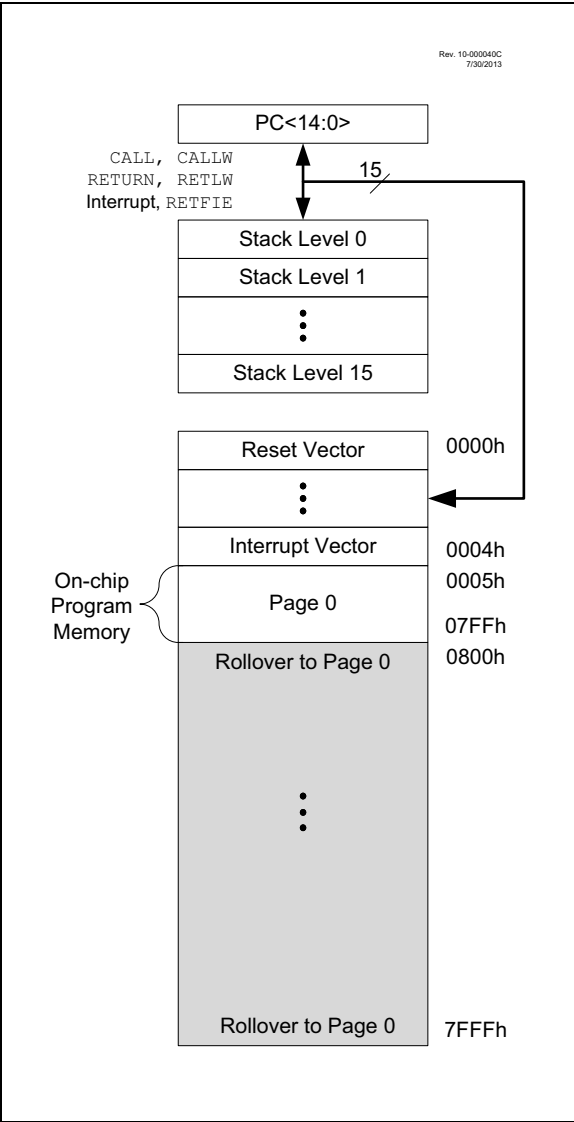 Rev. 10-000040C
7/30/2013
PC<14:0>
CALL, CALLW
RETURN, RETLW
Interrupt, RETFIE
15
Stack Level 0
Stack Level 1
Stack Level 15
Reset Vector
0000h
Interrupt Vector
0004h
On-chip
Program
Memory
Page 0
0005h
07FFh
Rollover to Page 0
0800h
Rollover to Page 0
7FFFh